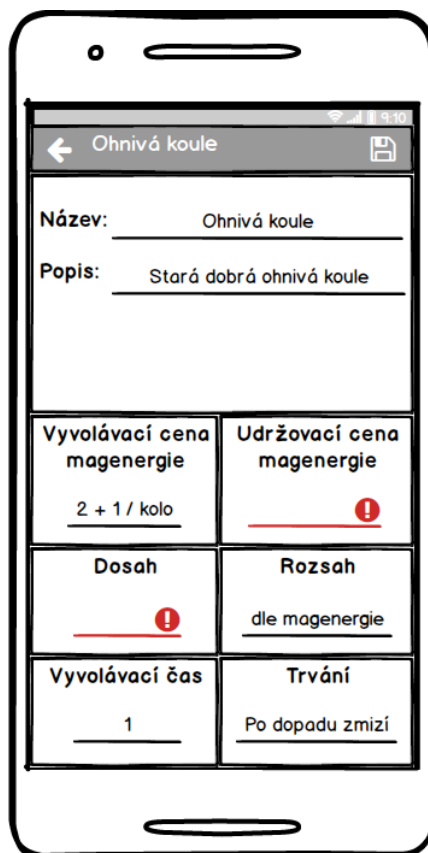 9:10
Ohnivá koule
Název: Ohnivá koule
Popis: Stará dobrá ohnivá koule
Vyvolávací cena
magenergie
2 + 1 / kolo
Udržovací cena
magenergie
!
Dosah
!
Rozsah
dle magenergie
Vyvolávací čas
1
Trvání
Po dopadu zmizí